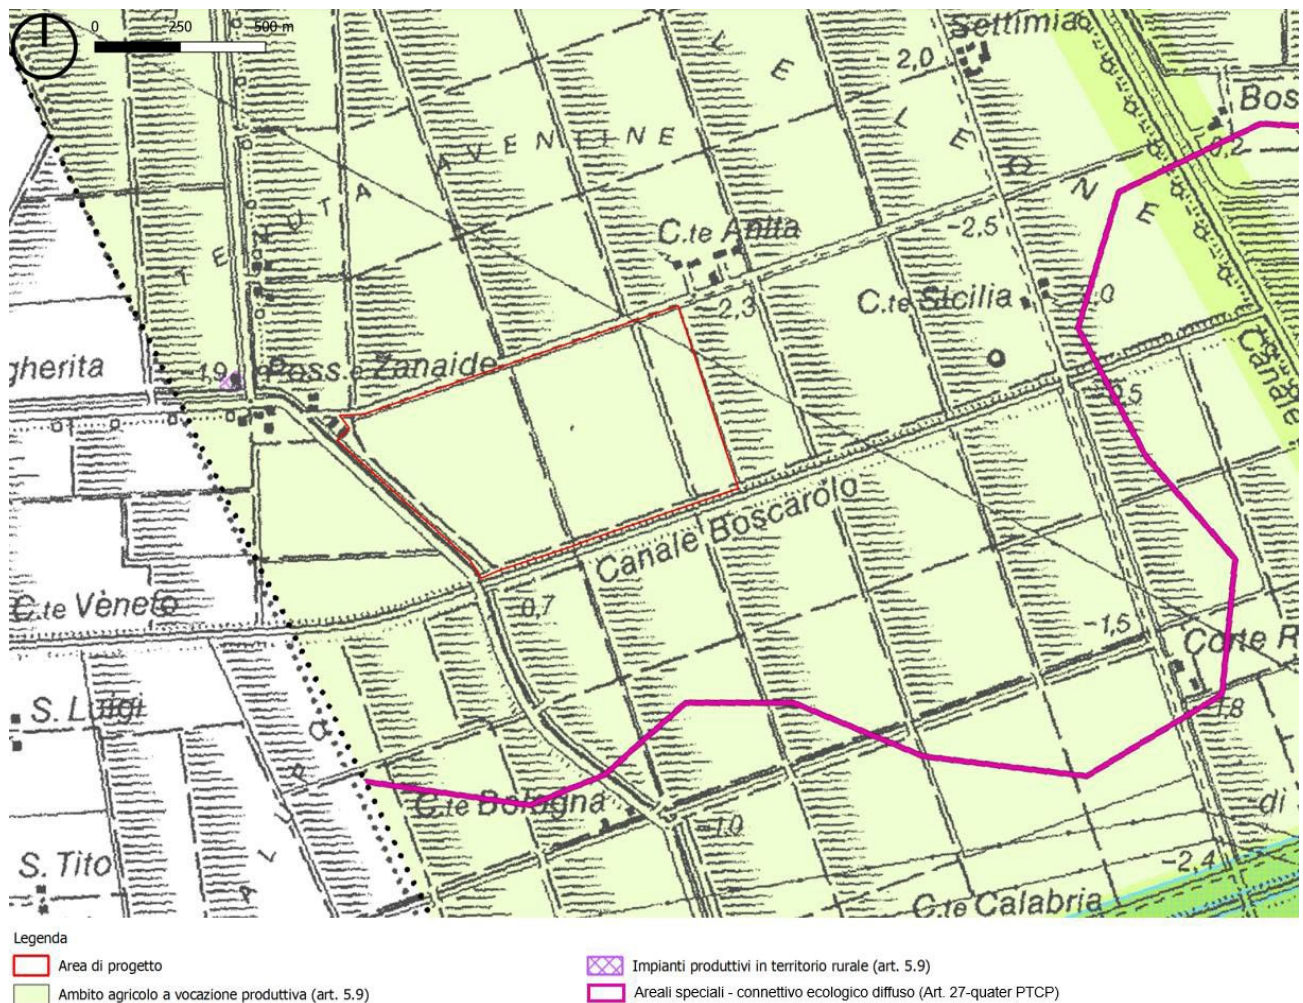 0 250 500 m
Settimia
2,0
L E
L E O N E
Bos
0,2
TENUTA AVENTINE
C.te Anita
-2,5
-2,3
C.te Sicilia
gherita
-1,9
Poss.e Zanaide
Canale
Canale Boscarolo
C.te Vèneto
0,7
-1,5
Corte R
S. Luigi
1,8
C.te Bologna
-1,0
-di
S. Tito
-2,4
C.te Calabria
Legenda
Area di progetto
Impianti produttivi in territorio rurale (art. 5.9)
Ambito agricolo a vocazione produttiva (art. 5.9)
Areali speciali - connettivo ecologico diffuso (Art. 27-quater PTCP)